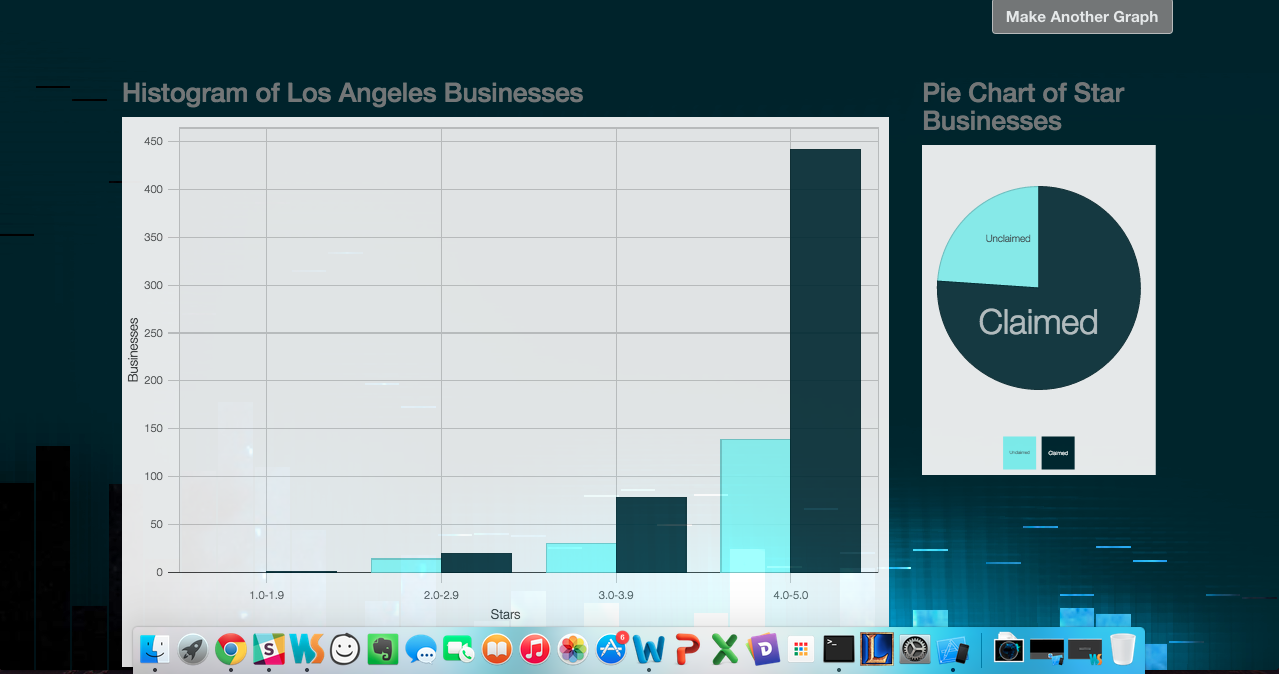 Make Another Graph
Histogram of Los Angeles Businesses
Pie Chart of Star
Businesses
450
400
350
300
250
200
150
100
50
0
Businesses
1.0-1.9
2.0-2.9
3.0-3.9
4.0-5.0
Stars
Unclaimed
Claimed
Unclaimed
Claimed
6